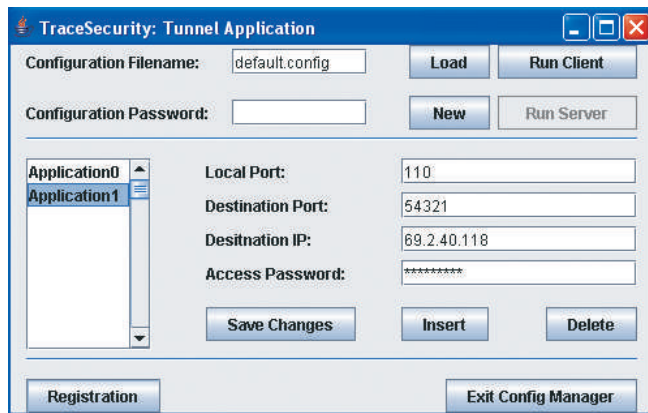 TraceSecurity: Tunnel Application
Configuration Filename: default.config Load Run Client
Configuration Password: New Run Server
Application0 Local Port: 110
Application1 Destination Port: 54321
Desitnation IP: 69.2.40.118
Access Password: *********
Save Changes Insert Delete
Registration Exit Config Manager